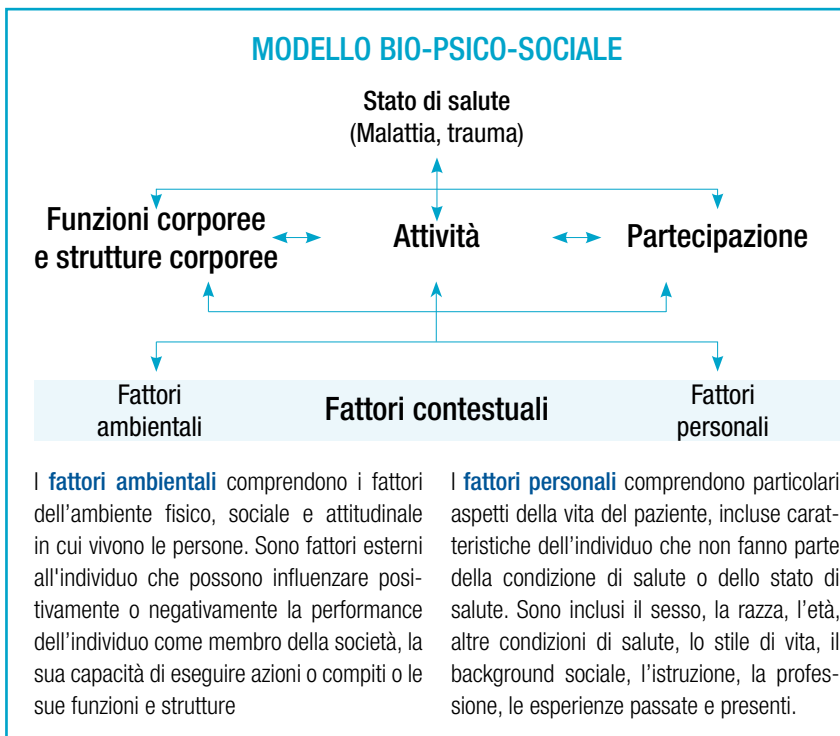 MODELLO BIO-PSICO-SOCIALE
Stato di salute
(Malattia, trauma)
Funzioni corporee
e strutture corporee
Attività
Partecipazione
Fattori
ambientali
Fattori contestuali
Fattori
personali
I fattori ambientali comprendono i fattori
dell'ambiente fisico, sociale e attitudinale
in cui vivono le persone. Sono fattori esterni
all'individuo che possono influenzare posi-
tivamente o negativamente la performance
dell'individuo come membro della società, la
sua capacità di eseguire azioni o compiti o le
sue funzioni e strutture
I fattori personali comprendono particolari
aspetti della vita del paziente, incluse carat-
teristiche dell'individuo che non fanno parte
della condizione di salute o dello stato di
salute. Sono inclusi il sesso, la razza, l'età,
altre condizioni di salute, lo stile di vita, il
background sociale, l'istruzione, la profes-
sione, le esperienze passate e presenti.